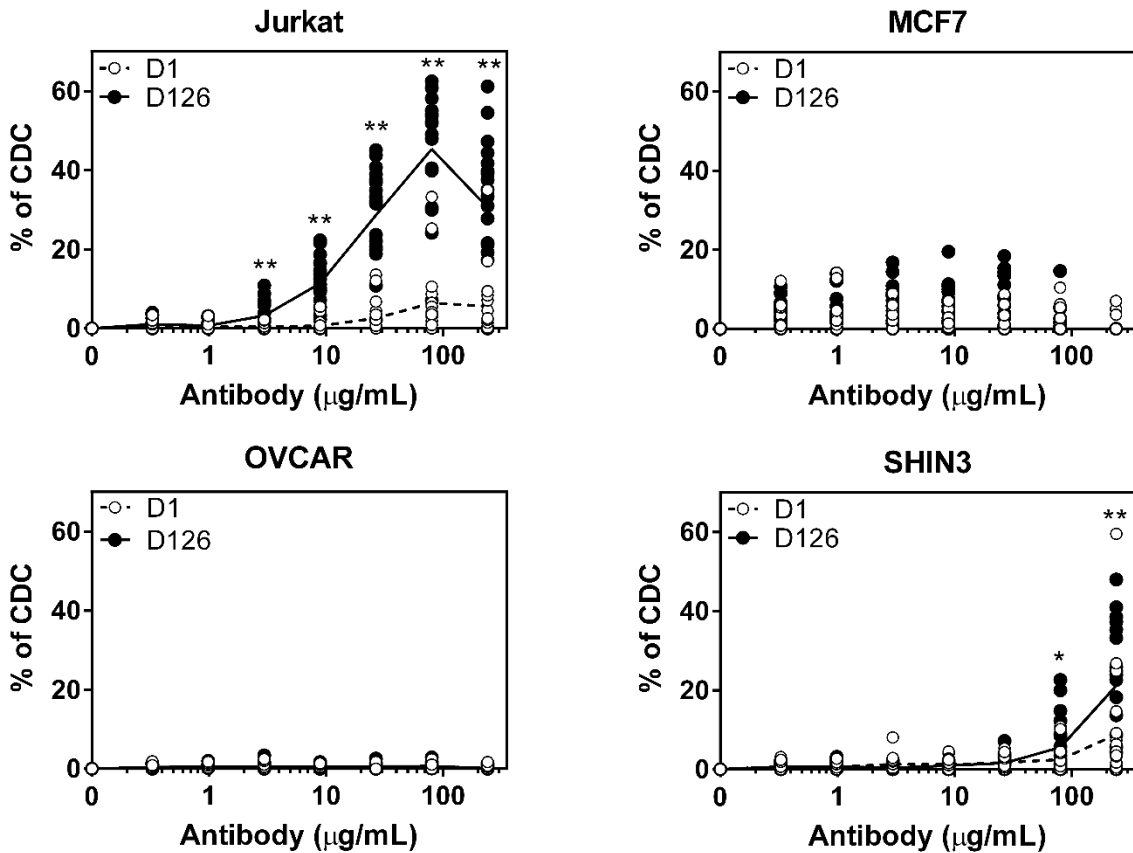 Jurkat
D1
D126
** ** ** ** **
% of CDC
60
40
20
0
0 1 10 100
Antibody (μg/mL)
MCF7
D1
D126
% of CDC
60
40
20
0
0 1 10 100
Antibody (μg/mL)
OVCAR
D1
D126
% of CDC
60
40
20
0
0 1 10 100
Antibody (μg/mL)
SHIN3
D1
D126
* **
% of CDC
60
40
20
0
0 1 10 100
Antibody (μg/mL)